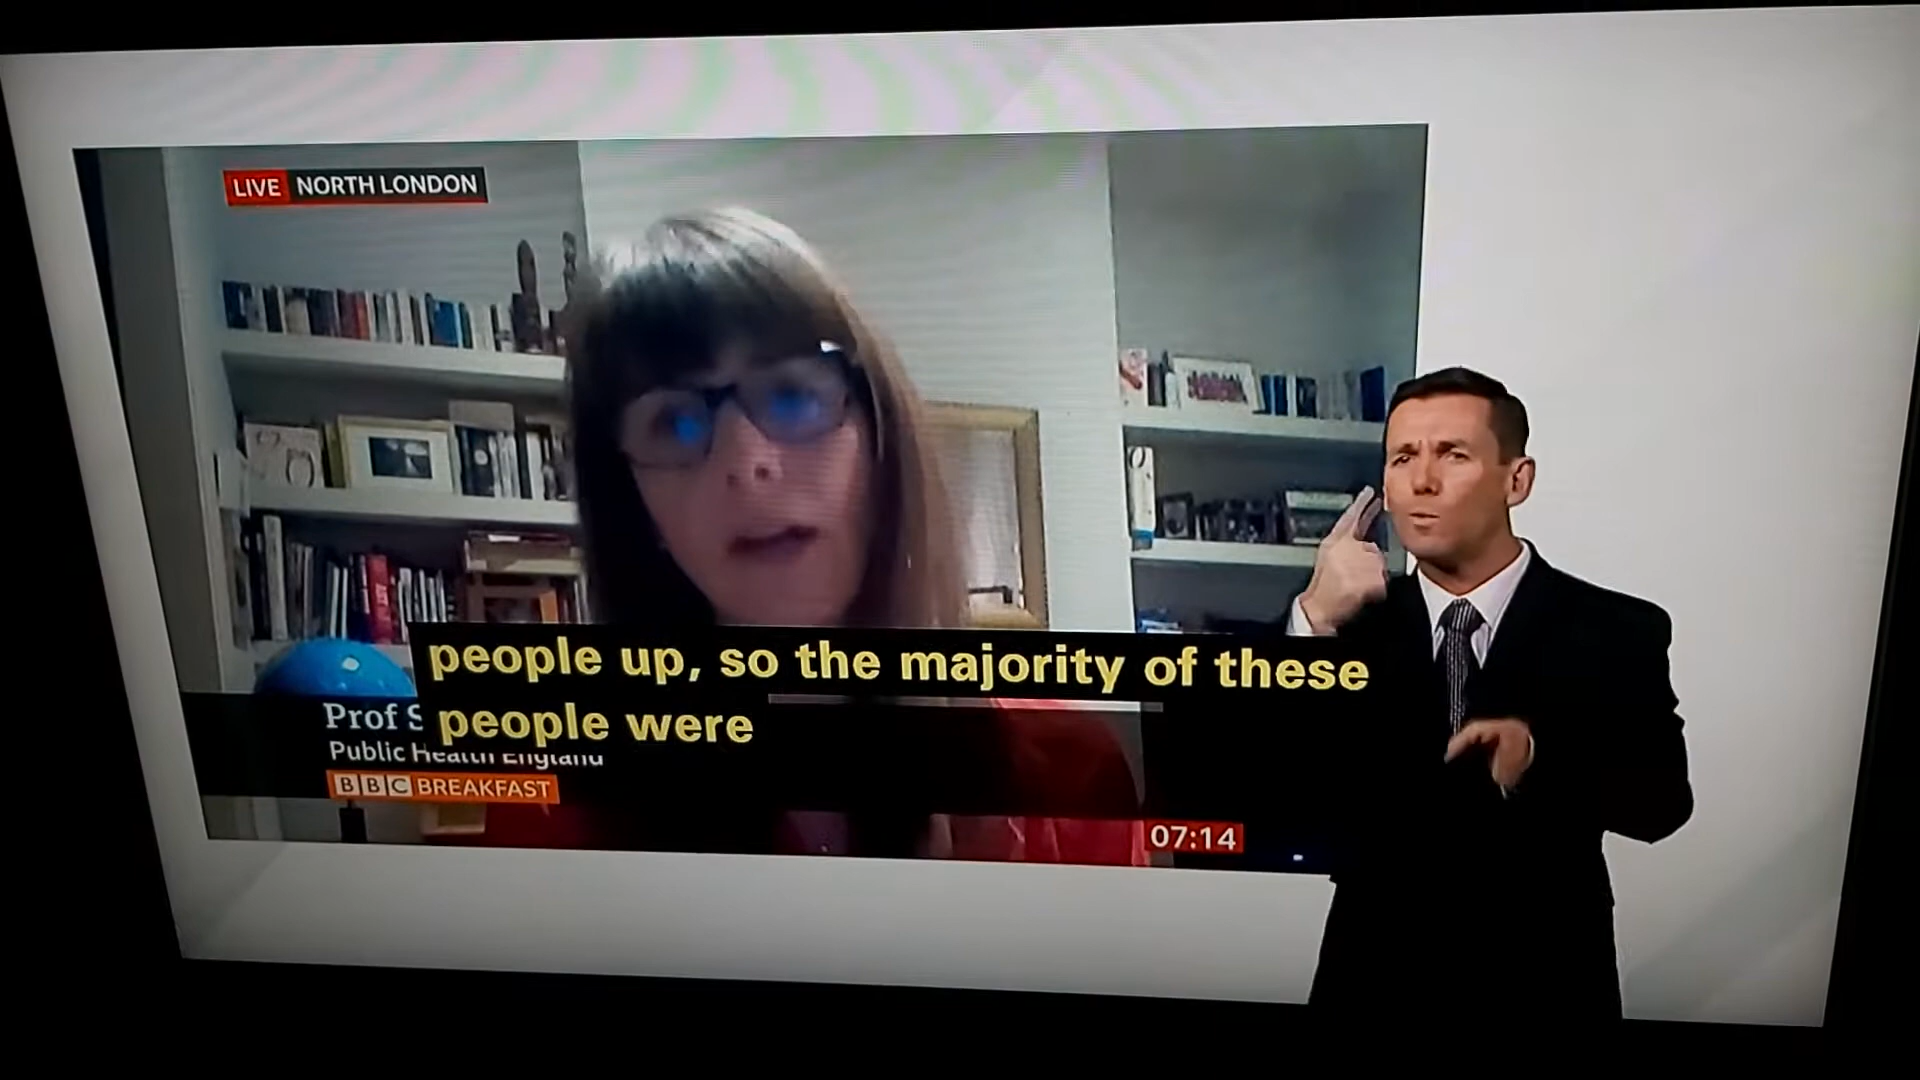 LIVE NORTH LONDON
people up, so the majority of these
people were
Prof S
Public Health England
BBC BREAKFAST
07:14